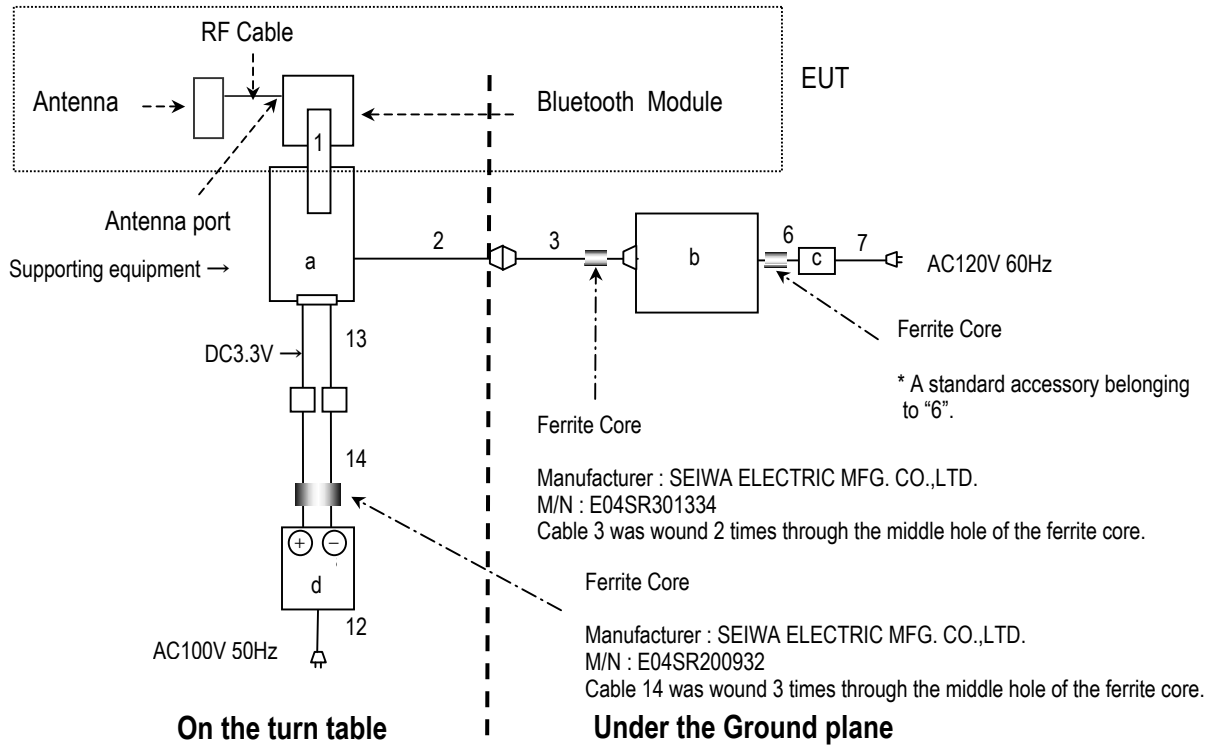 RF Cable
EUT
Antenna
Bluetooth Module
1
Antenna port
2
3
6
7
Supporting equipment →
a
b
c
AC120V 60Hz
13
Ferrite Core
DC3.3V →
* A standard accessory belonging
to “6”.
Ferrite Core
14
Manufacturer : SEIWA ELECTRIC MFG. CO.,LTD.
M/N : E04SR301334
Cable 3 was wound 2 times through the middle hole of the ferrite core.
+ −
d
Ferrite Core
12
Manufacturer : SEIWA ELECTRIC MFG. CO.,LTD.
AC100V 50Hz
M/N : E04SR200932
Cable 14 was wound 3 times through the middle hole of the ferrite core.
On the turn table
Under the Ground plane